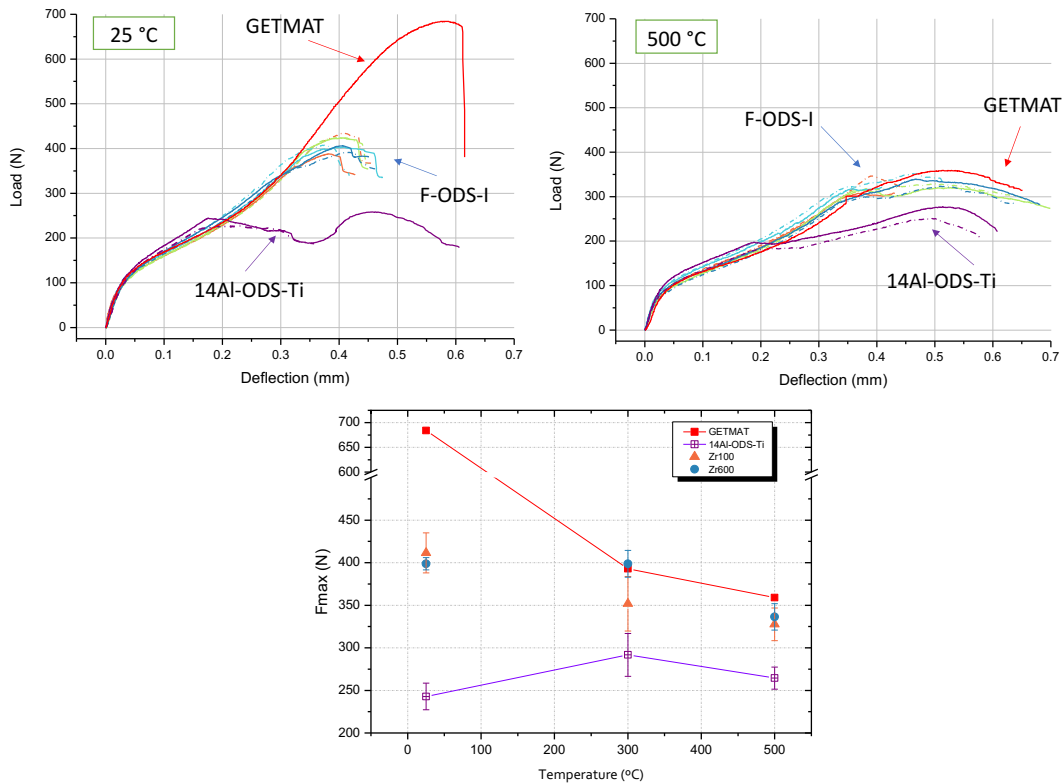 25 °C
GETMAT
F-ODS-I
14Al-ODS-Ti
Load (N)
700
600
500
400
300
200
100
0
0.0 0.1 0.2 0.3 0.4 0.5 0.6 0.7
Deflection (mm)
500 °C
F-ODS-I
GETMAT
14Al-ODS-Ti
Load (N)
700
600
500
400
300
200
100
0
0.0 0.1 0.2 0.3 0.4 0.5 0.6 0.7
Deflection (mm)
GETMAT
14Al-ODS-Ti
Zr100
Zr600
Fmax (N)
700
650
600
450
400
350
300
250
200
0 100 200 300 400 500
Temperature (ºC)